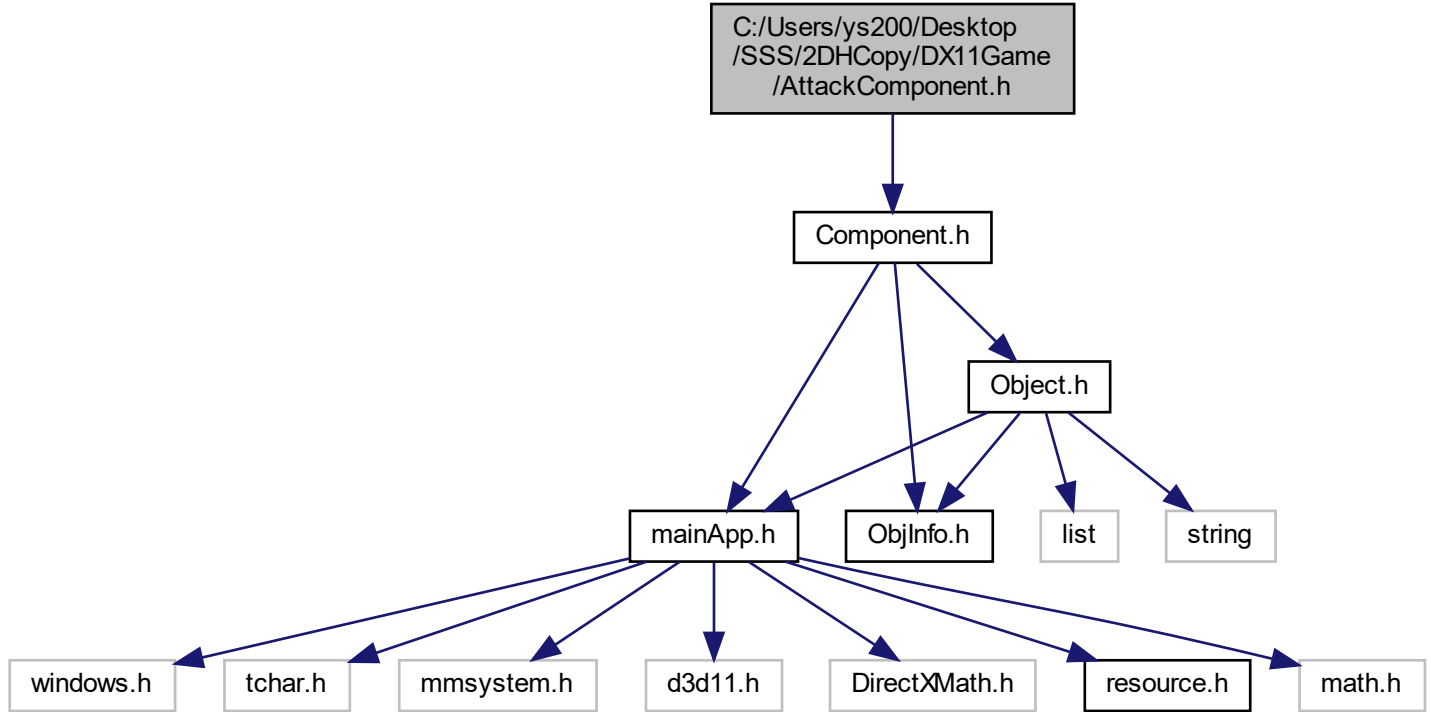 C:/Users/ys200/Desktop
/SSS/2DHCopy/DX11Game
/AttackComponent.h
Component.h
Object.h
mainApp.h
ObjInfo.h
list
string
windows.h
tchar.h
mmsystem.h
d3d11.h
DirectXMath.h
resource.h
math.h